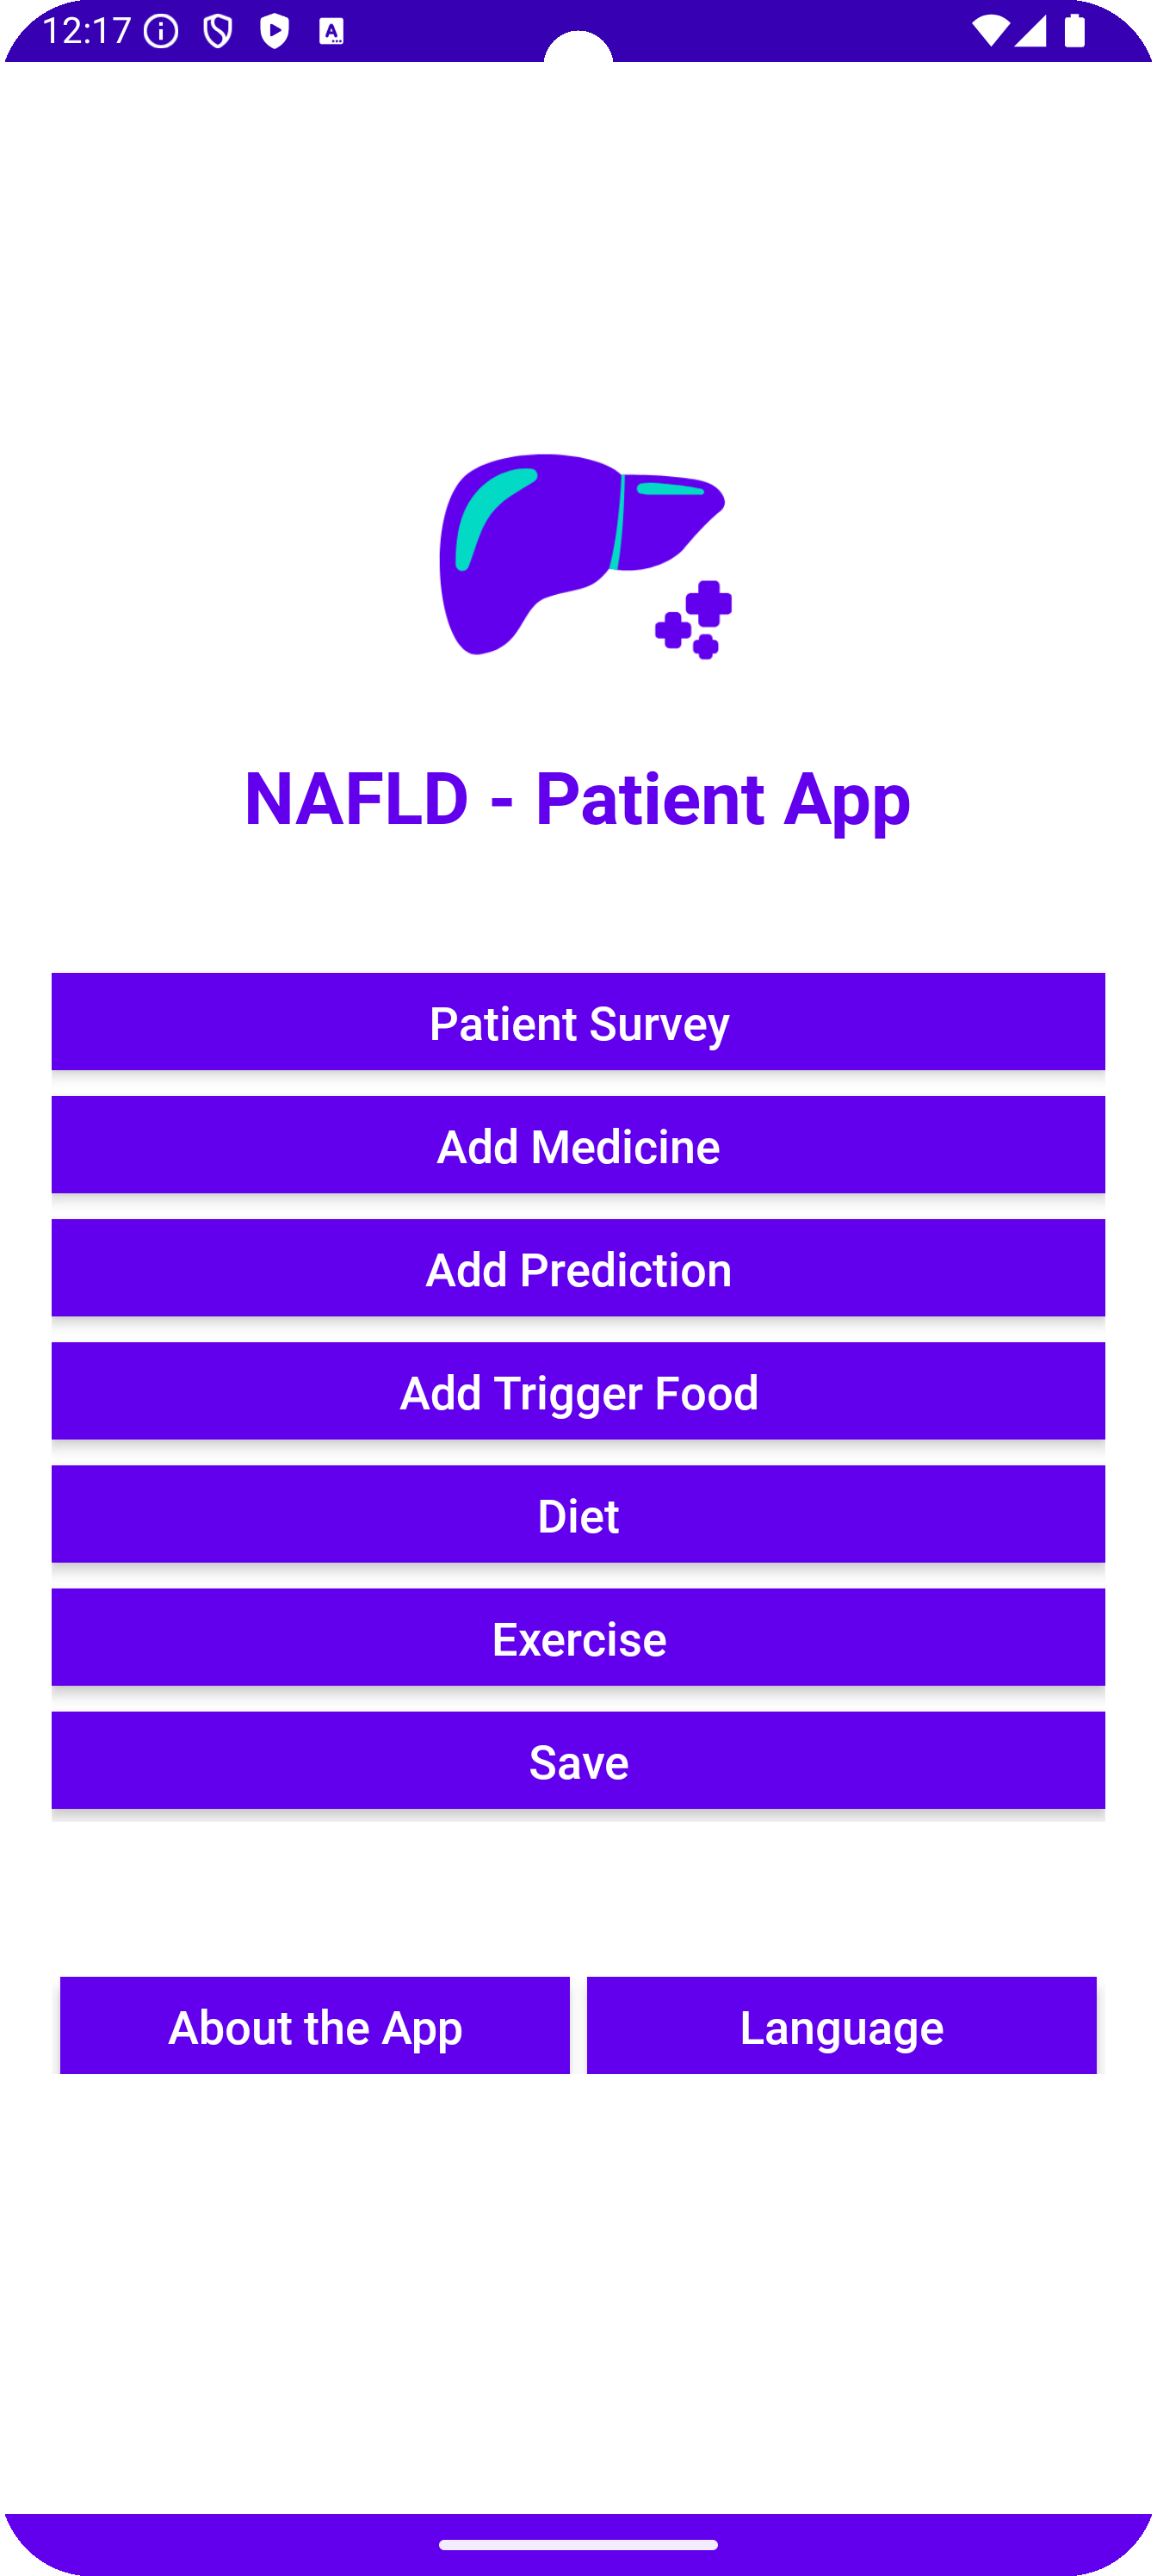 12:17
NAFLD - Patient App
Patient Survey
Add Medicine
Add Prediction
Add Trigger Food
Diet
Exercise
Save
About the App
Language